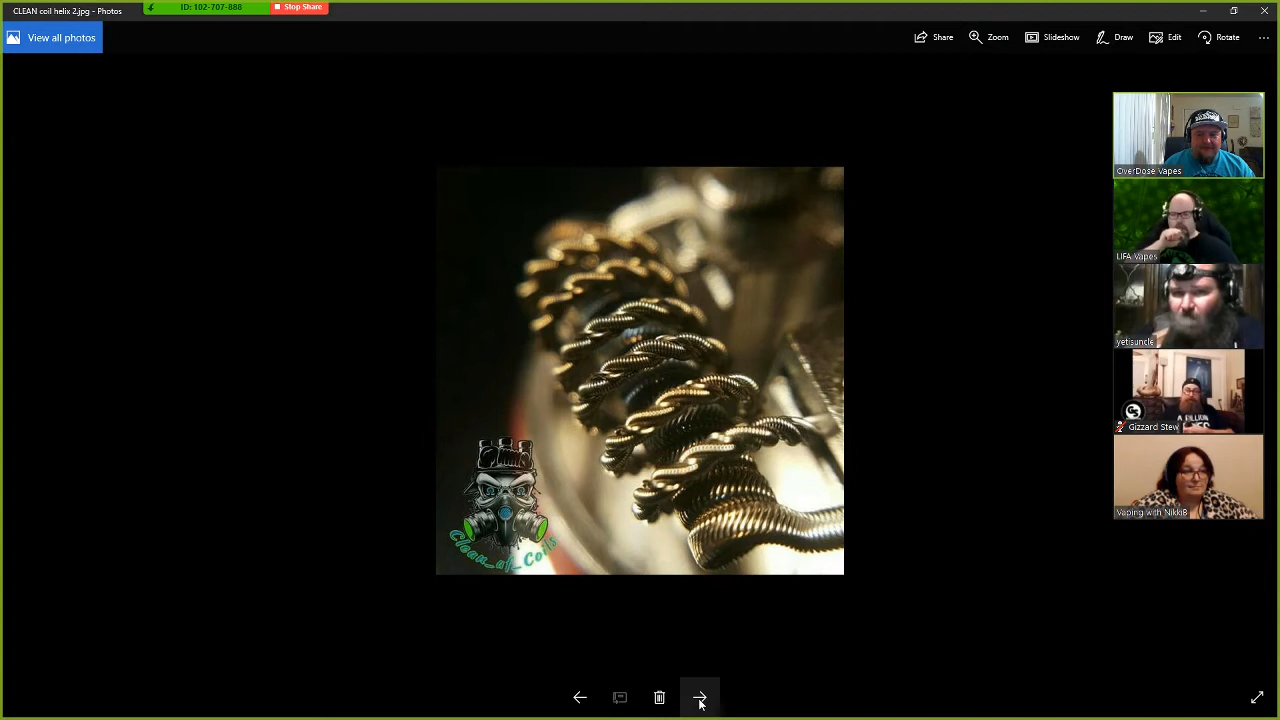 CLEAN coil helix 2.jpg - Photos
ID: 102-707-888
Stop Share
View all photos
Share
Zoom
Slideshow
Draw
Edit
Rotate
OverDose Vapes
LIFA Vapes
yetisuncle
Gizzard Stew
Vaping with NikkiB
Clean_af_Coils